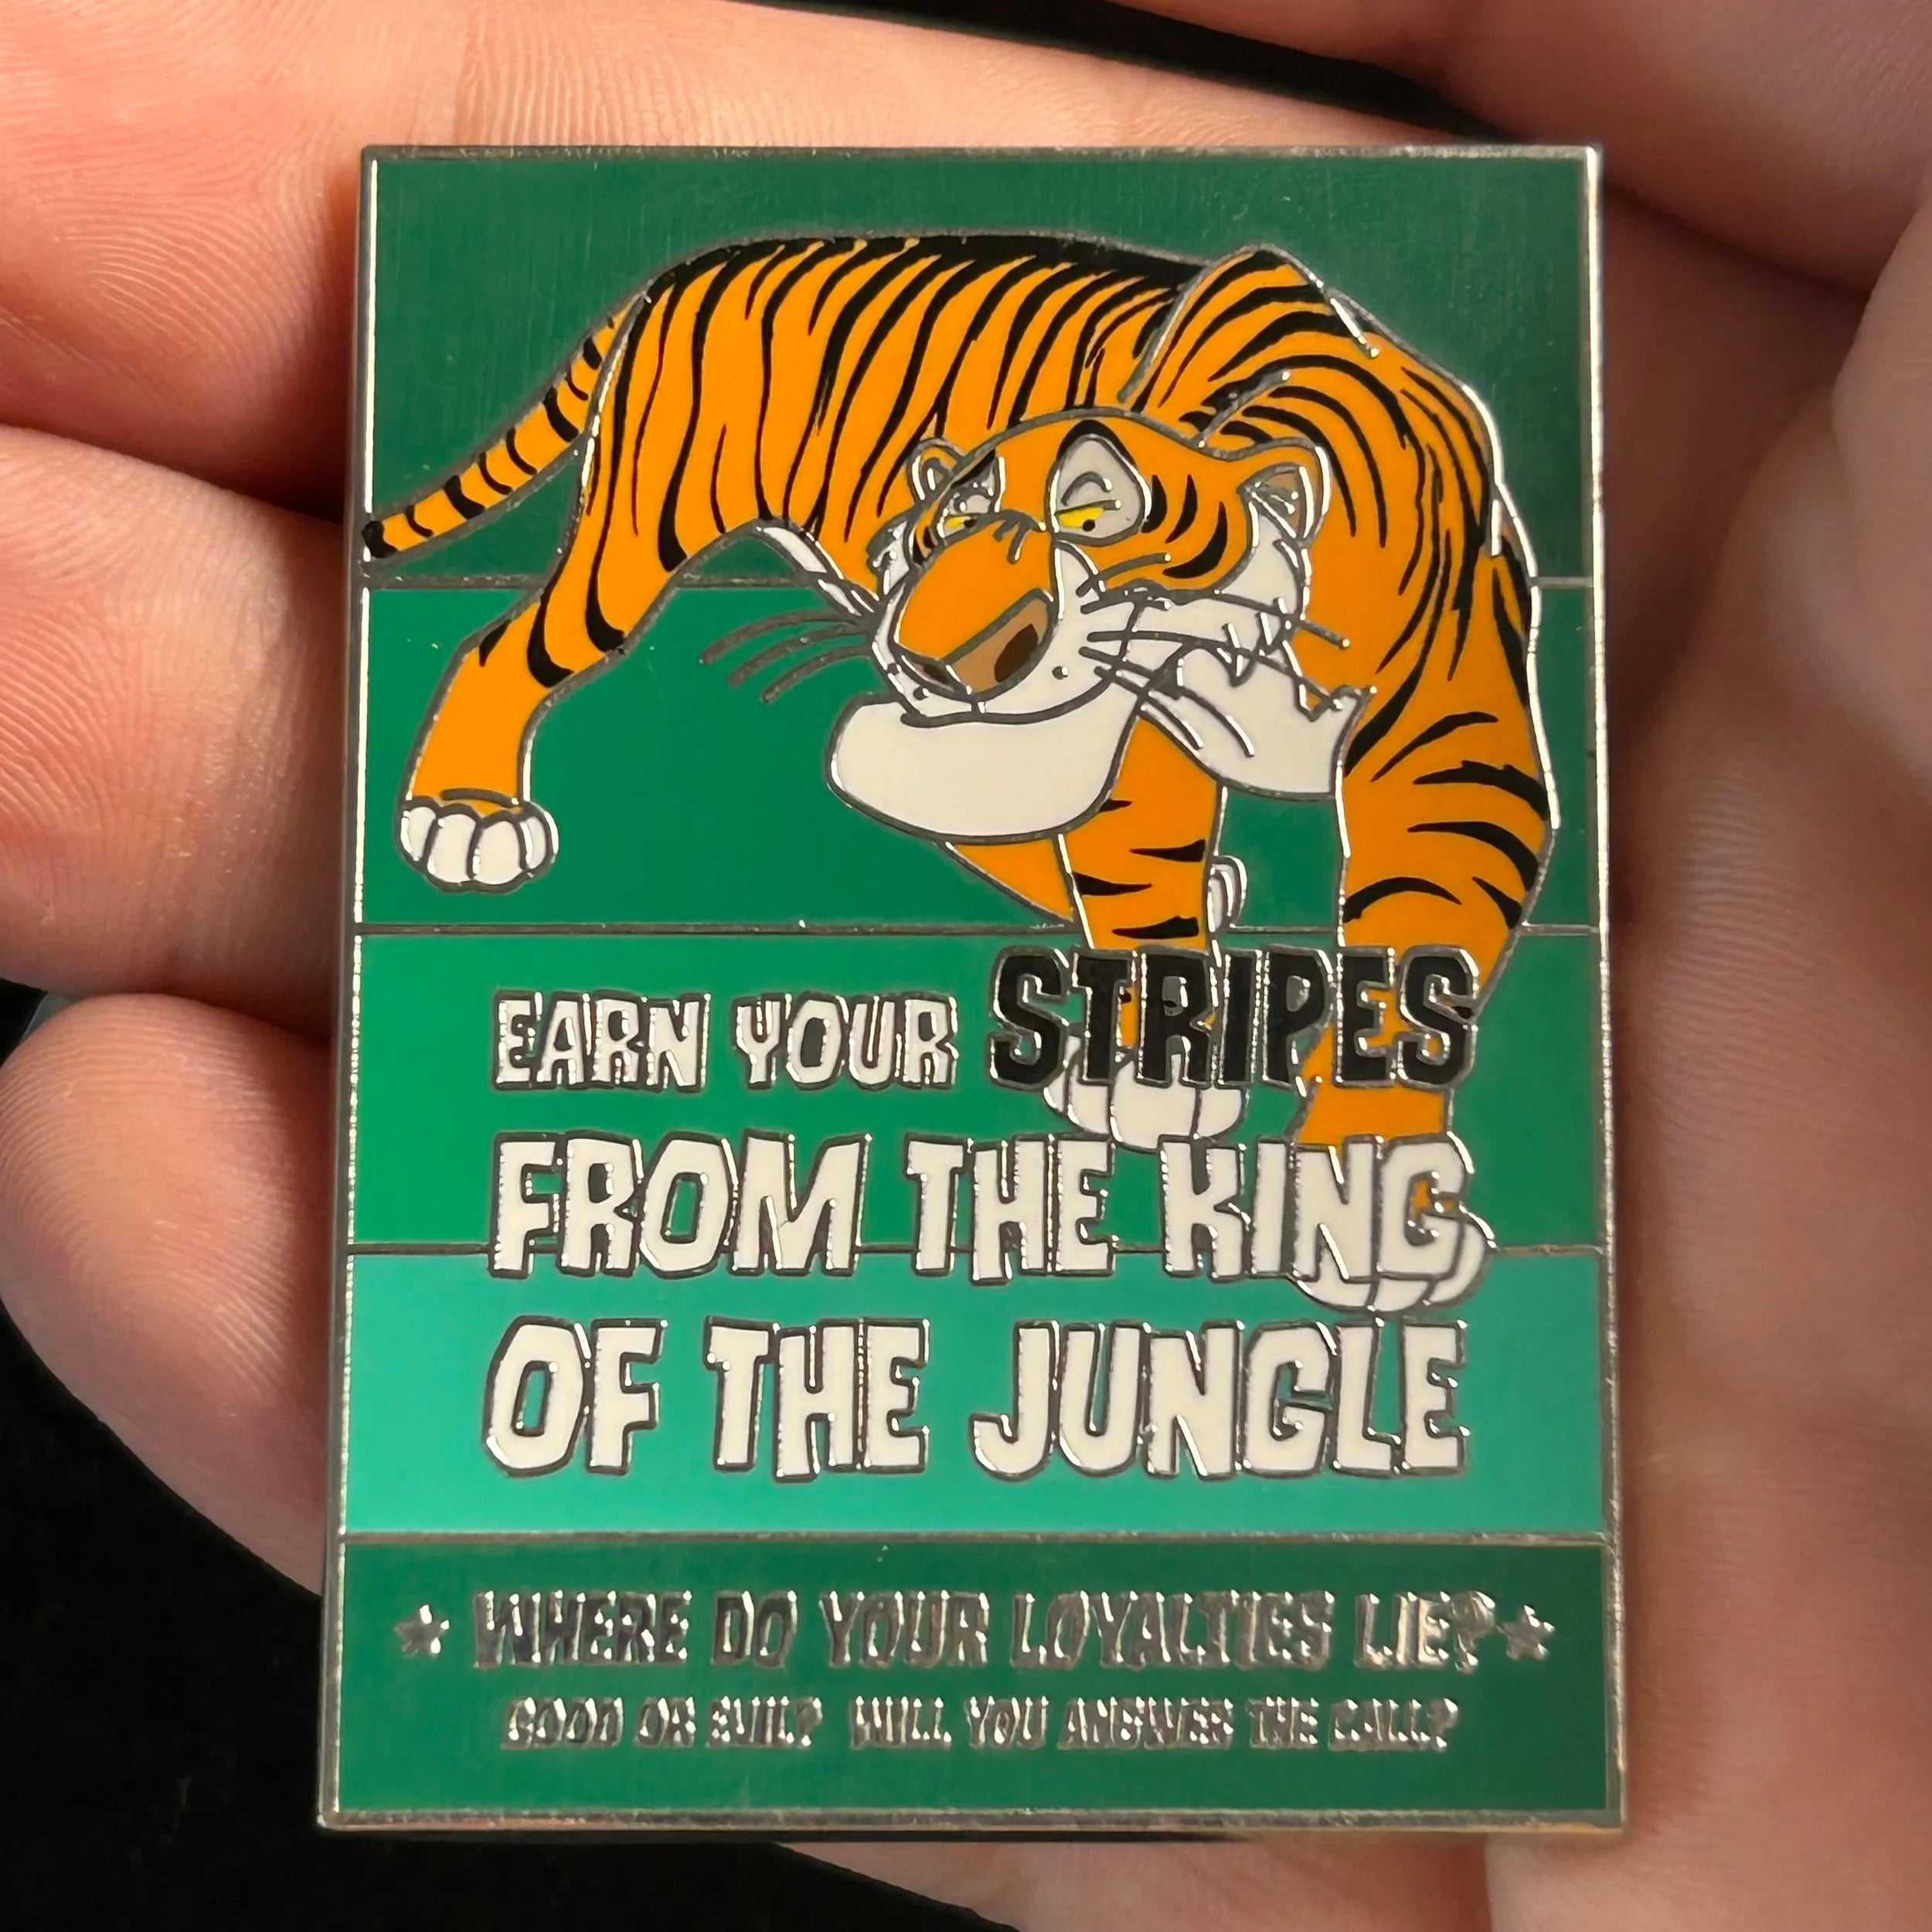 EARN YOUR STRIPES
FROM THE KING
OF THE JUNGLE
★ WHERE DO YOUR LOYALTIES LIE? ★
GOOD OR EVIL? WILL YOU ANSWER THE CALL?